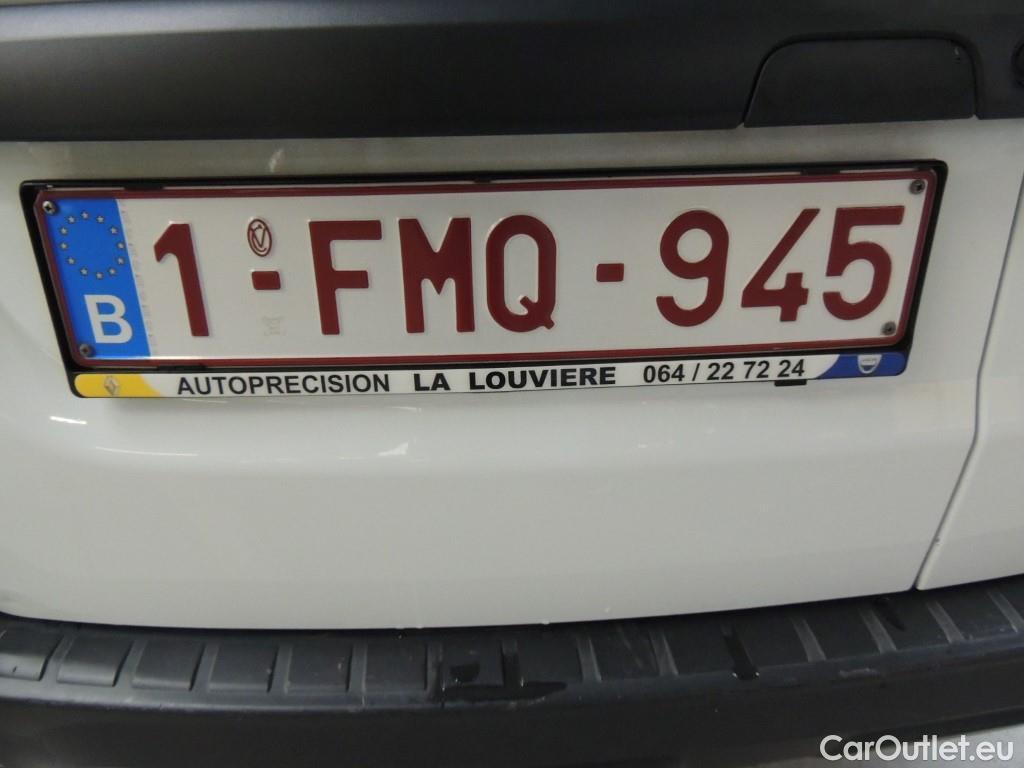 B 1-FMQ-945
AUTOPRECISION LA LOUVIERE 064 / 22 72 24
CarOutlet.eu